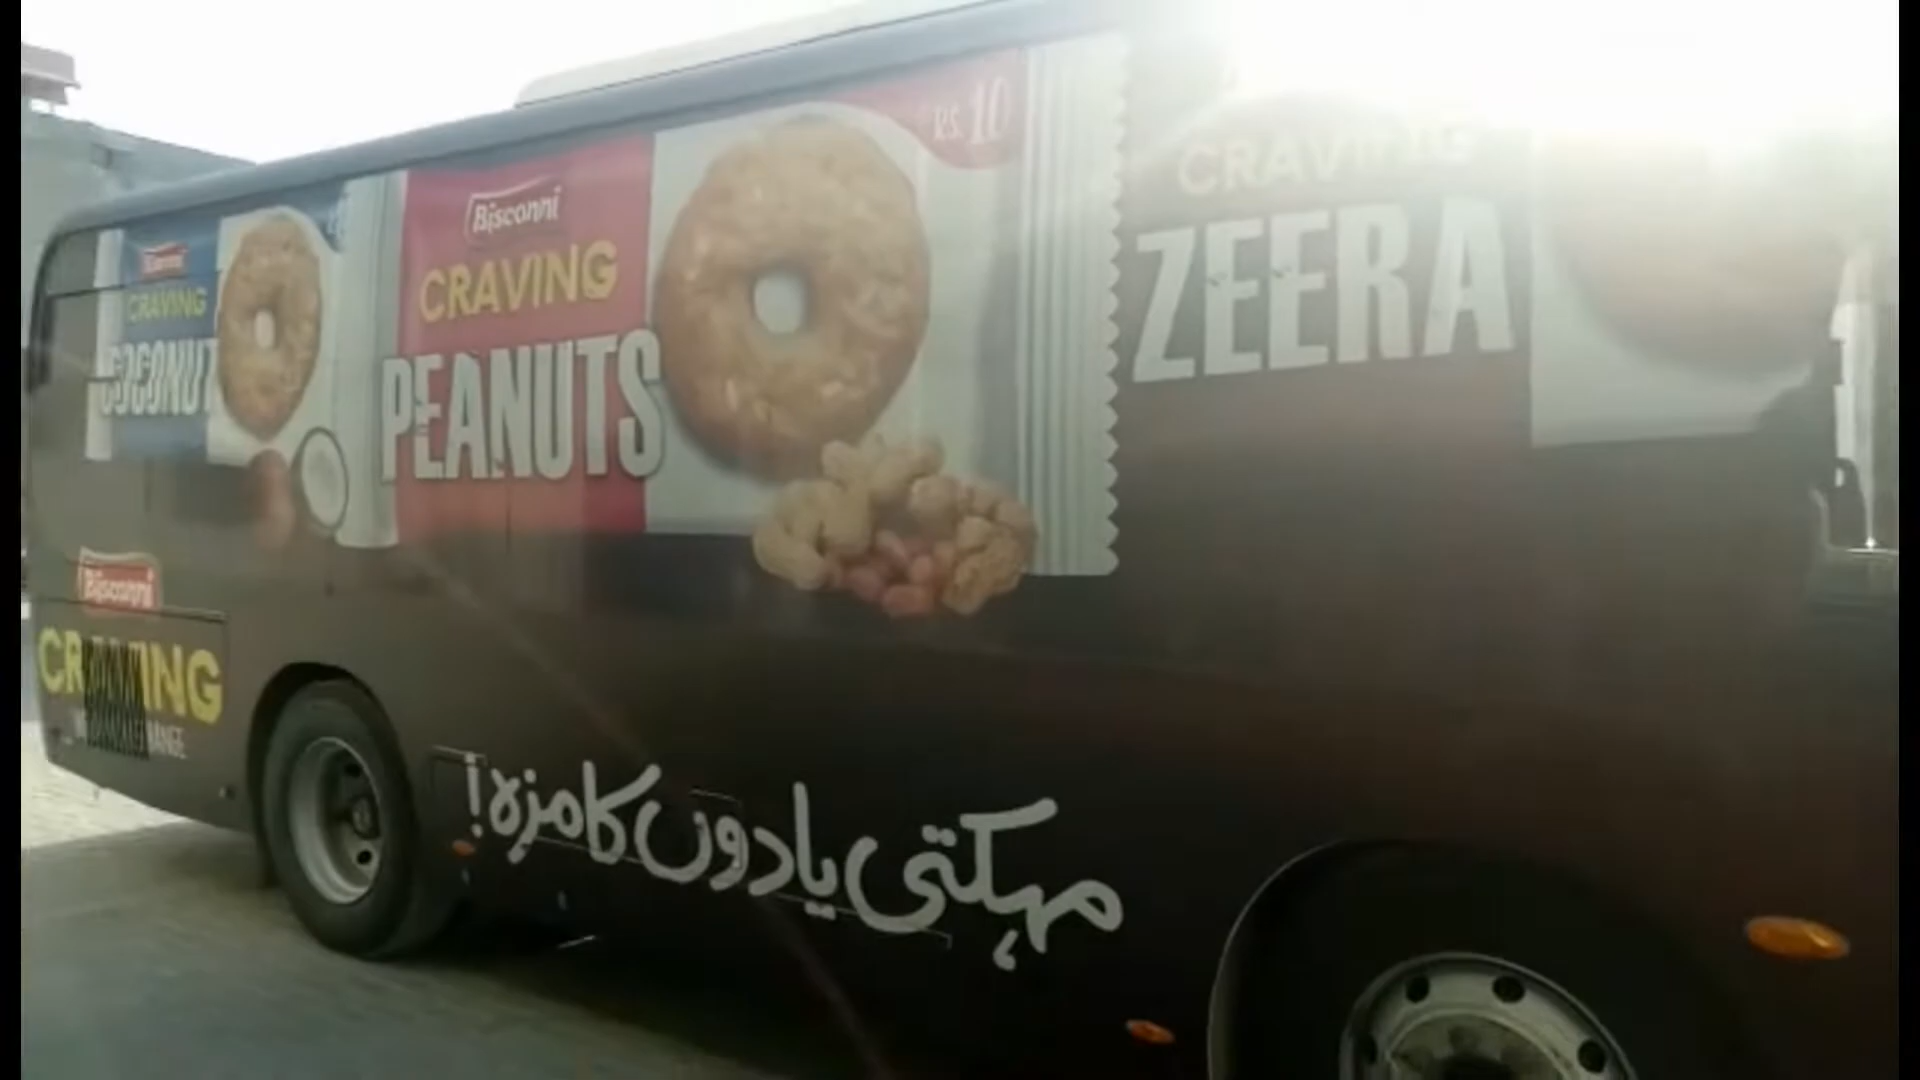 Bisconni
CRAVING
COCONUT
Bisconni
CRAVING
PEANUTS
Rs. 10
CRAVING
ZEERA
Bisconni
CRAVING
مہکتی یادوں کا مزہ!